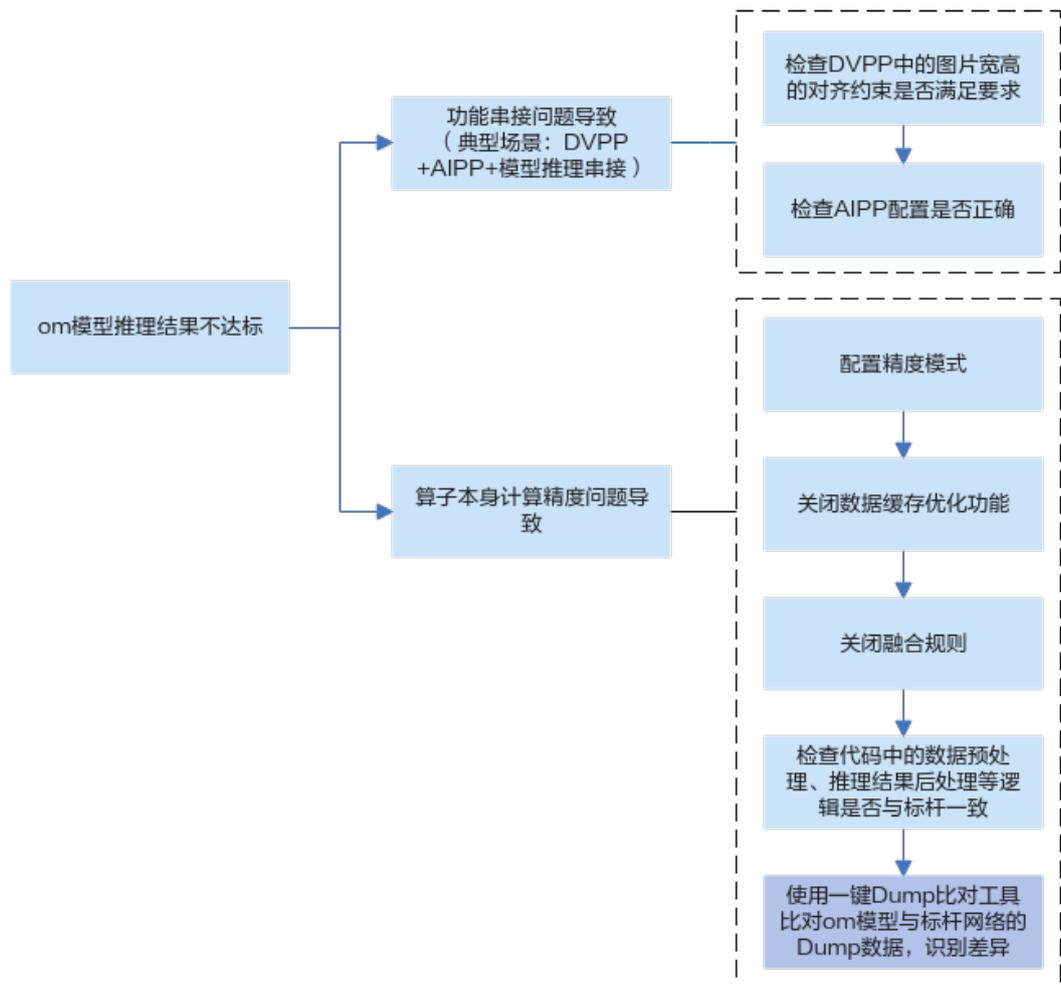 om模型推理结果不达标
功能串接问题导致
（典型场景：DVPP
+AIPP+模型推理串接）
检查DVPP中的图片宽高
的对齐约束是否满足要求
检查AIPP配置是否正确
算子本身计算精度问题导
致
配置精度模式
关闭数据缓存优化功能
关闭融合规则
检查代码中的数据预处
理、推理结果后处理等逻
辑是否与标杆一致
使用一键Dump比对工具
比对om模型与标杆网络的
Dump数据，识别差异